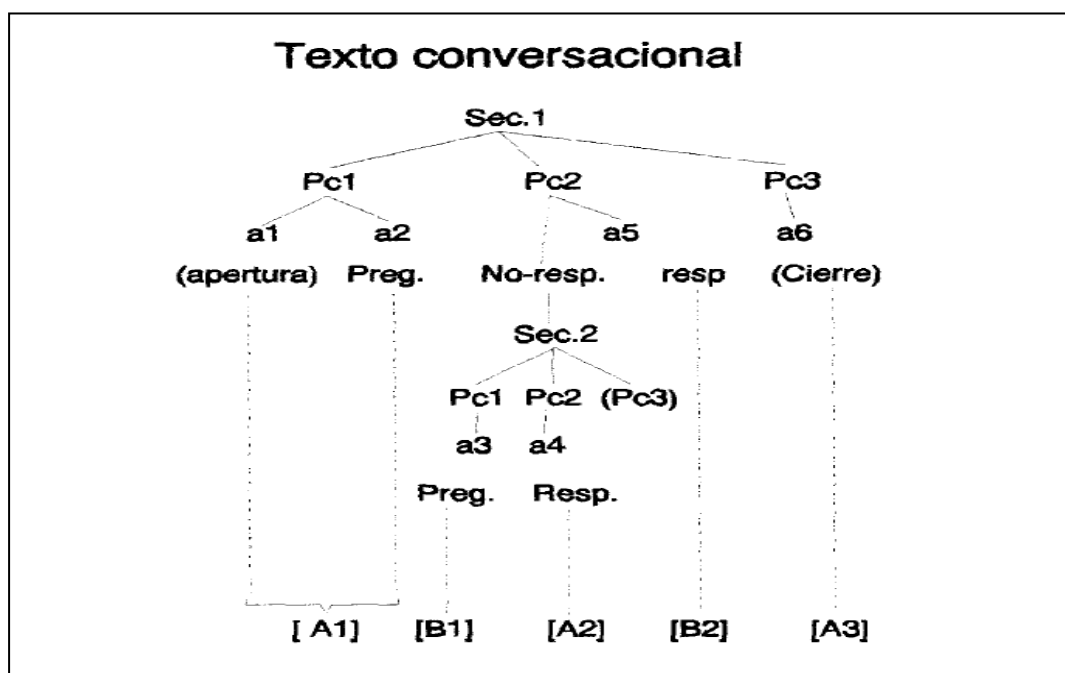 Texto conversacional
Sec.1
Pc1 Pc2 Pc3
a1 a2 a5 a6
(apertura) Preg. No-resp. resp (Cierre)
Sec.2
Pc1 Pc2 (Pc3)
a3 a4
Preg. Resp.
[ A1] [B1] [A2] [B2] [A3]